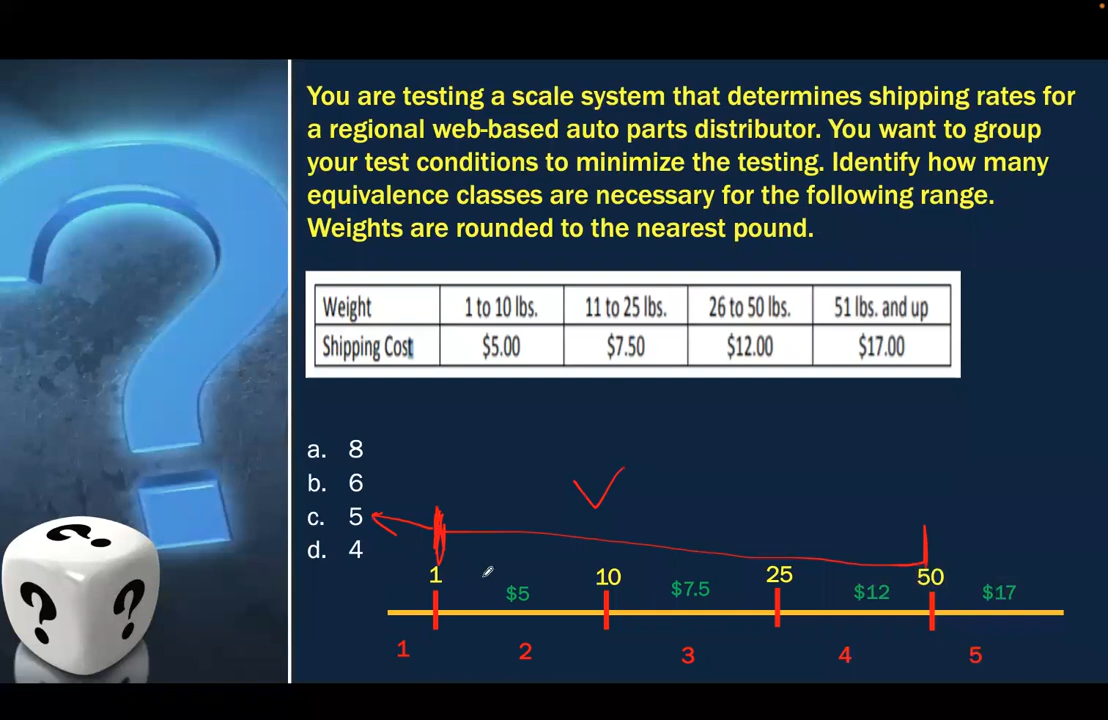 You are testing a scale system that determines shipping rates for
a regional web-based auto parts distributor. You want to group
your test conditions to minimize the testing. Identify how many
equivalence classes are necessary for the following range.
Weights are rounded to the nearest pound.
Weight 1 to 10 lbs. 11 to 25 lbs. 26 to 50 lbs. 51 lbs. and up
Shipping Cost $5.00 $7.50 $12.00 $17.00
a. 8
b. 6
c. 5
d. 4
1 10 25 50
$5 $7.5 $12 $17
1 2 3 4 5
? ? ?